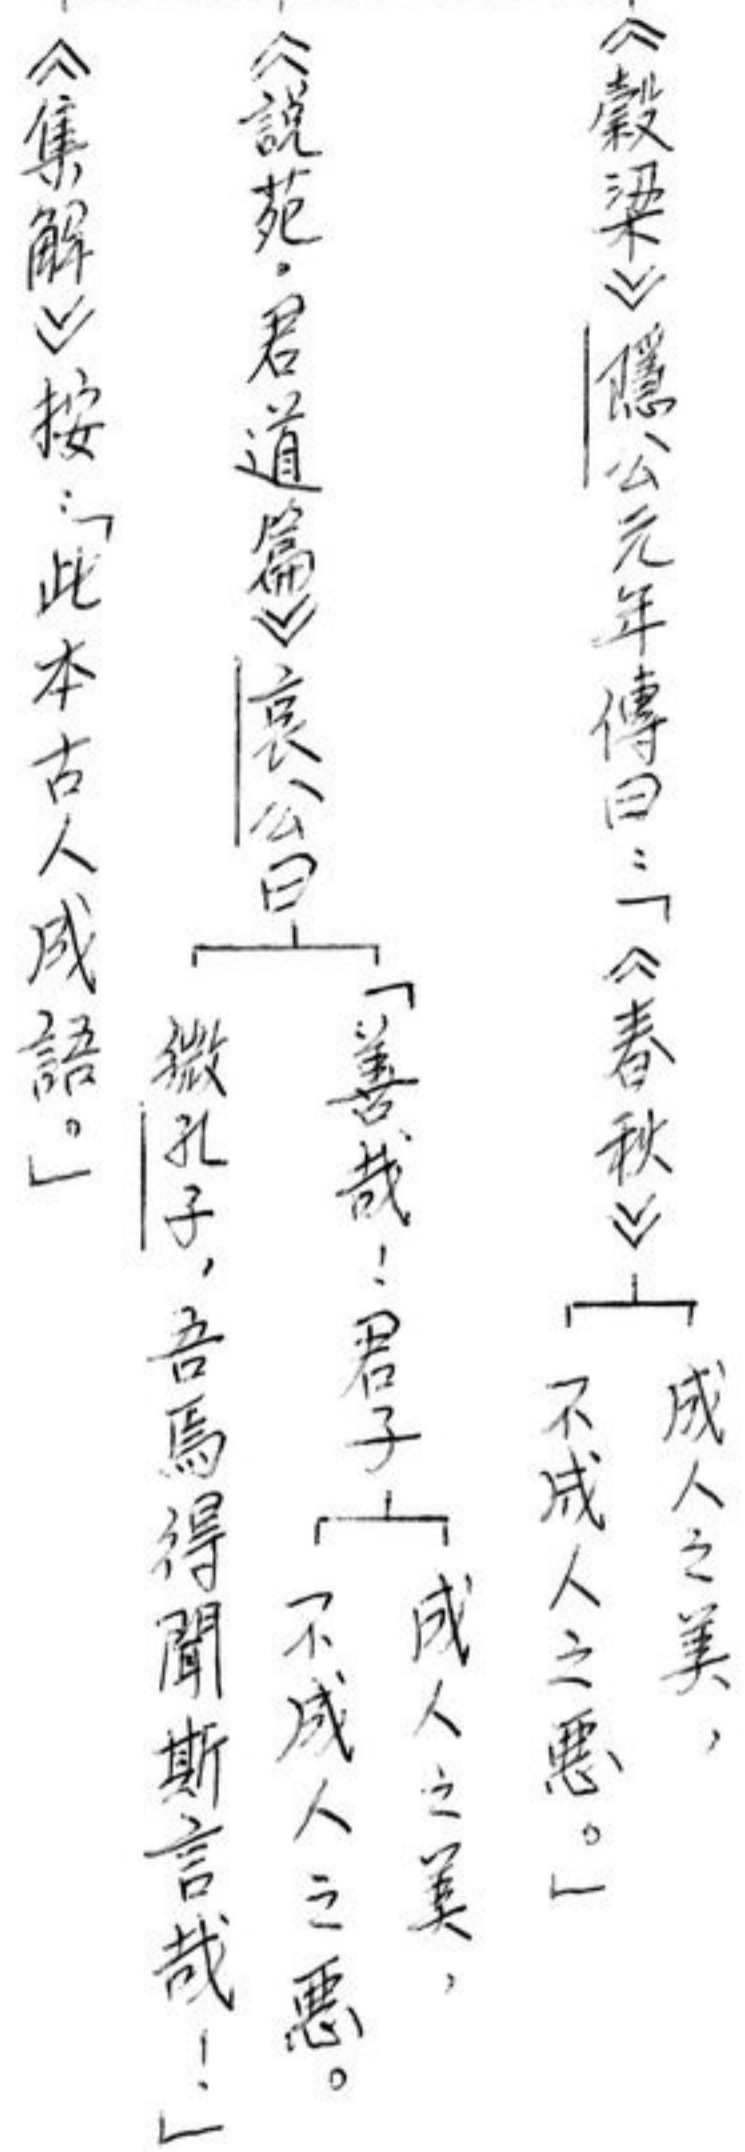 《穀梁》隱公元年傳曰：「《春秋》
成人之美，
不成人之惡。」
《說苑．君道篇》哀公曰
「善哉！君子
成人之美，
不成人之惡。
微孔子，吾焉得聞斯言哉！」
《集解》按：「此本古人成語。」